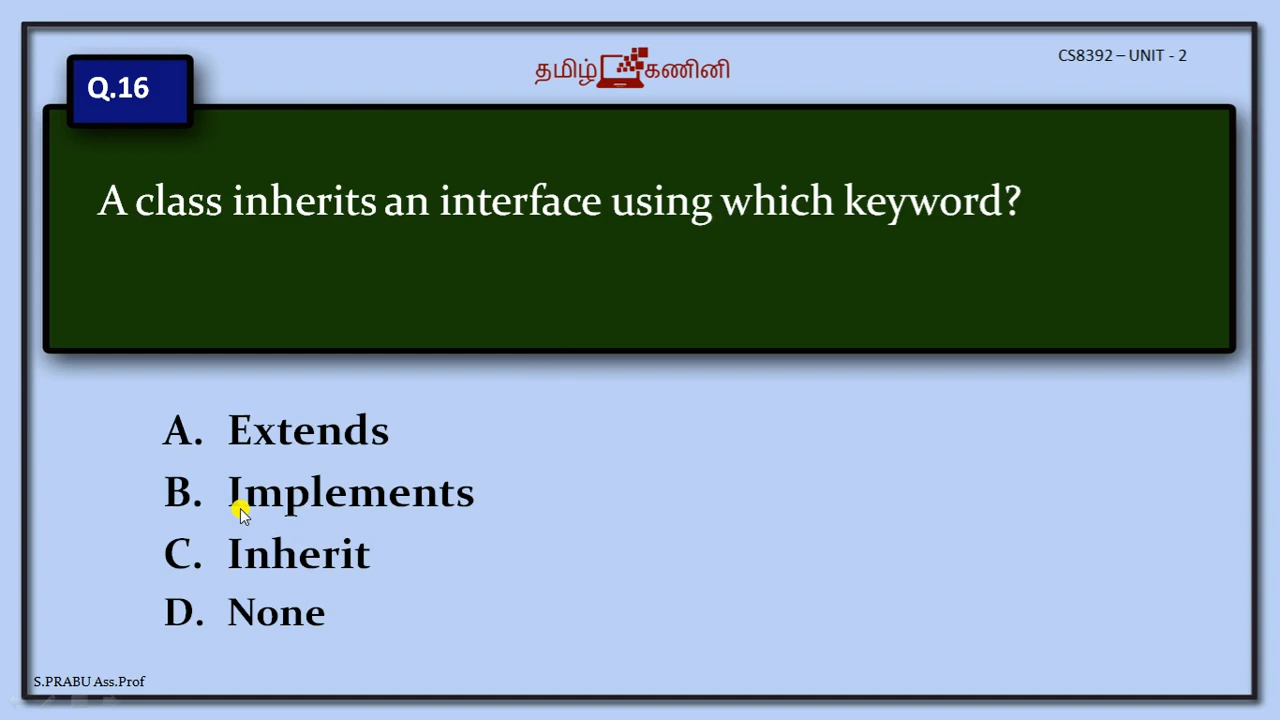 Q.16
தமிழ் கணினி
CS8392 – UNIT - 2
A class inherits an interface using which keyword?
A. Extends
B. Implements
C. Inherit
D. None
S.PRABU Ass.Prof